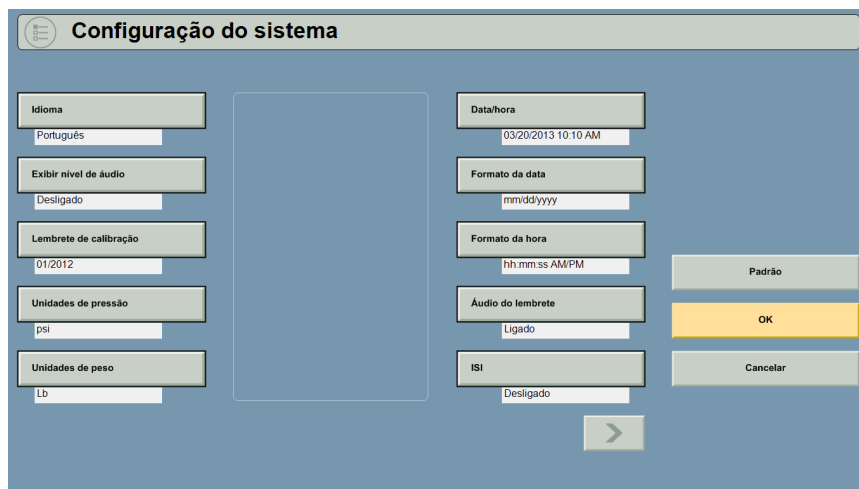 Configuração do sistema
Idioma
Português
Exibir nível de áudio
Desligado
Lembrete de calibração
01/2012
Unidades de pressão
psi
Unidades de peso
Lb
Data/hora
03/20/2013 10:10 AM
Formato da data
mm/dd/yyyy
Formato da hora
hh:mm:ss AM/PM
Áudio do lembrete
Ligado
ISI
Desligado
Padrão
OK
Cancelar